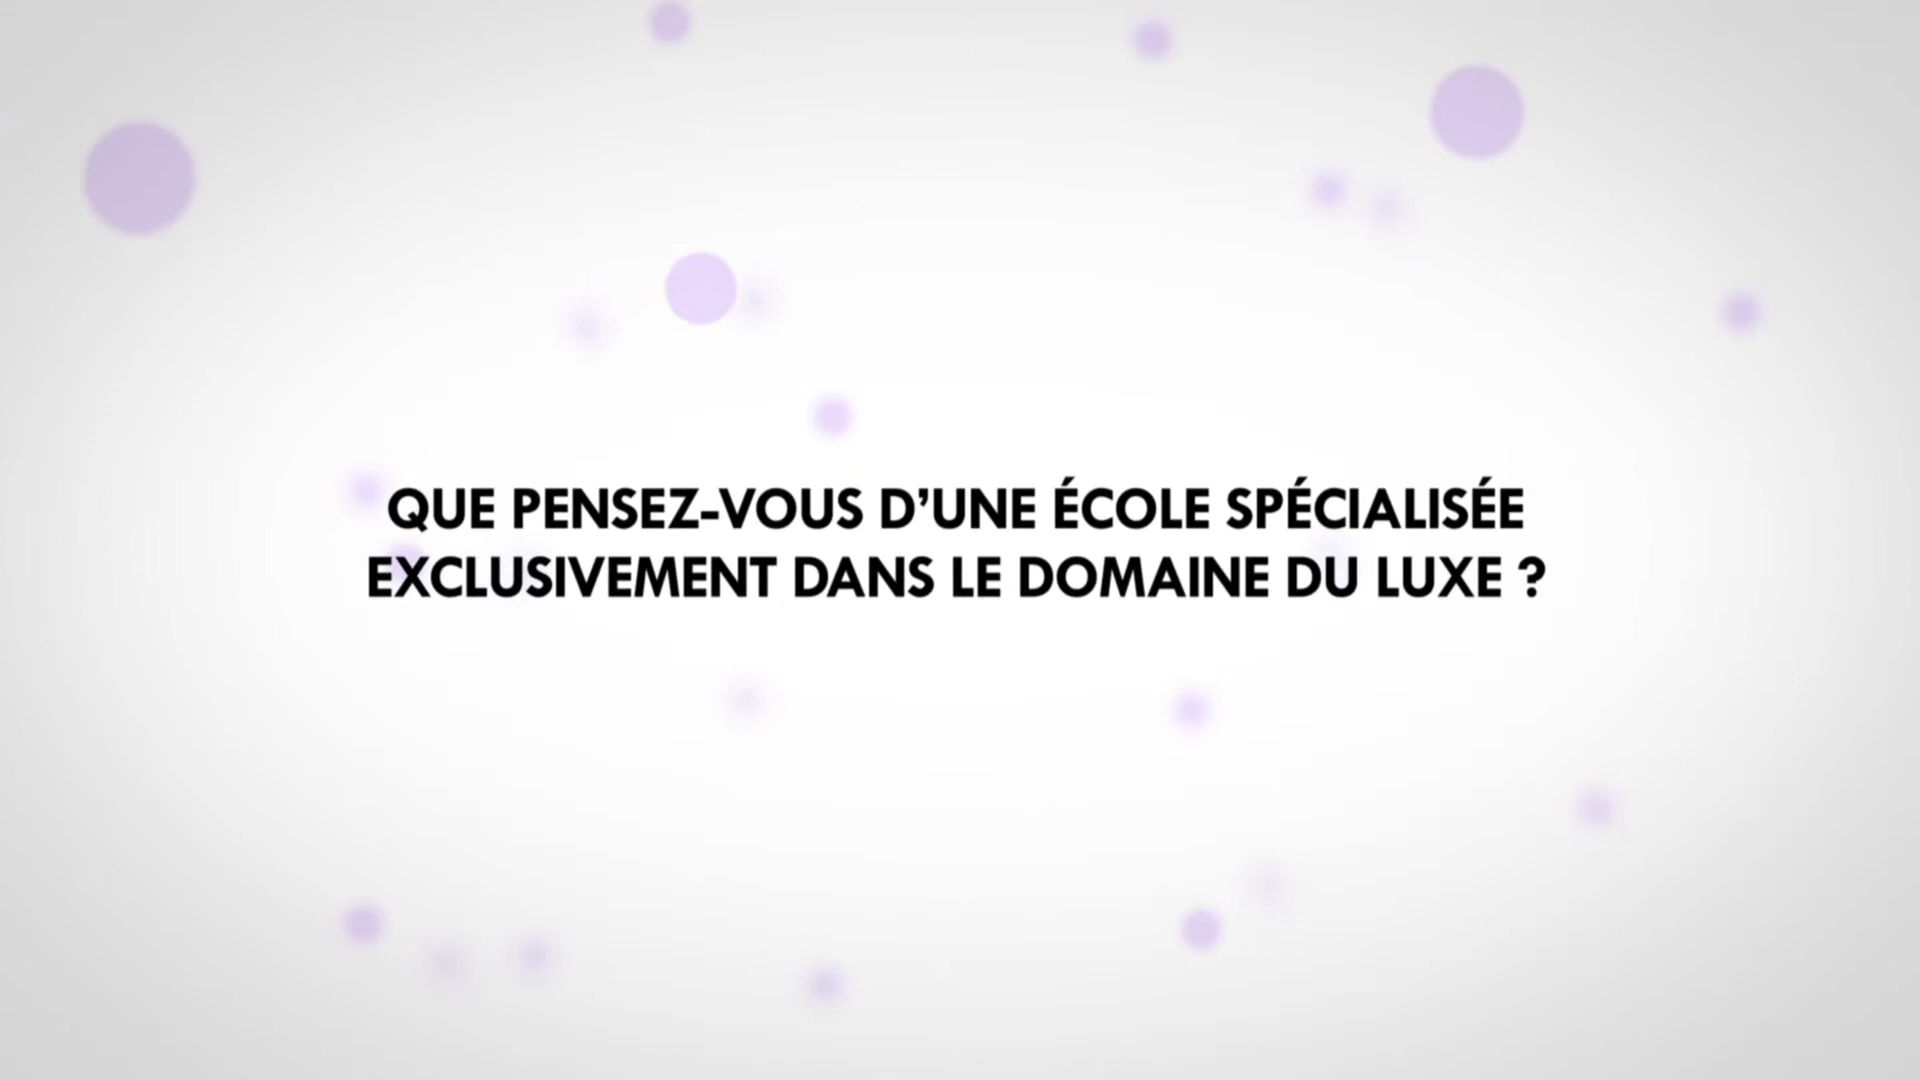 QUE PENSEZ-VOUS D’UNE ÉCOLE SPÉCIALISÉE
EXCLUSIVEMENT DANS LE DOMAINE DU LUXE ?